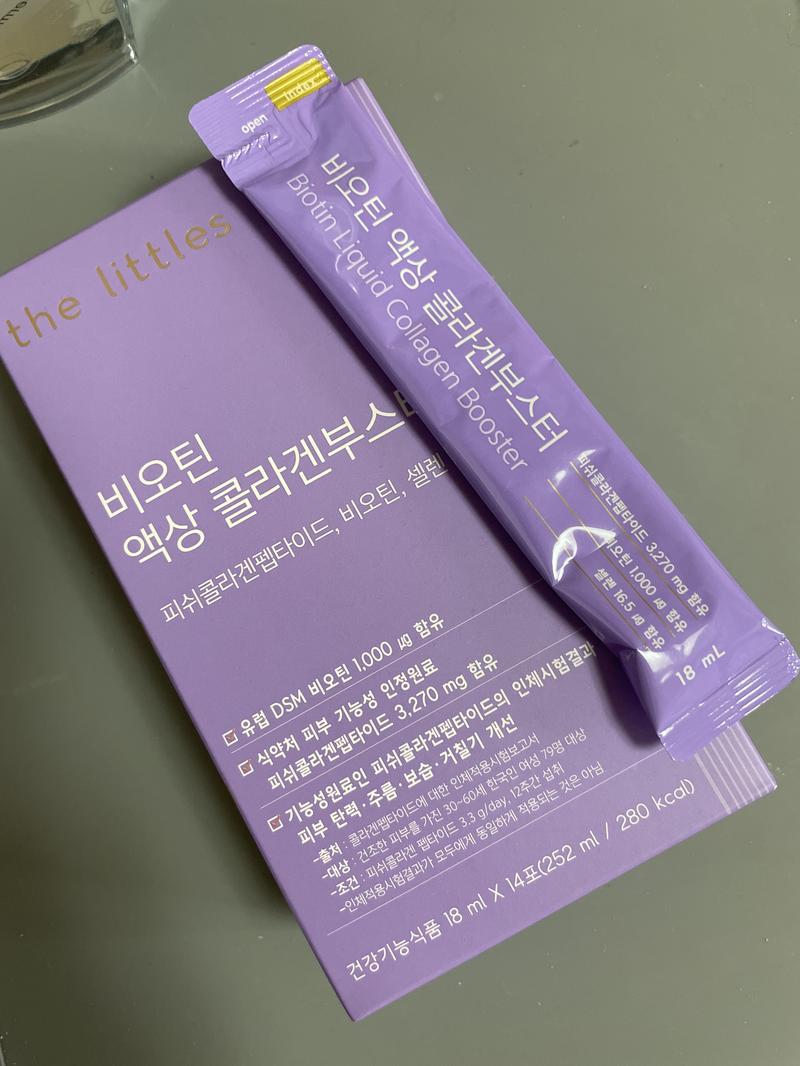 index
open
비오틴 액상 콜라겐부스터
Biotin Liquid Collagen Booster
피쉬콜라겐펩타이드 3,270 mg 함유
비오틴 1,000 ㎍ 함유
셀렌 16.5 ㎍ 함유
18 mL
the littles
비오틴
액상 콜라겐부스터
피쉬콜라겐펩타이드, 비오틴, 셀렌
유럽 DSM 비오틴 1,000 ㎍ 함유
식약처 피부 기능성 인정원료
피쉬콜라겐펩타이드 3,270 mg 함유
기능성원료인 피쉬콜라겐펩타이드의 인체시험결과
피부 탄력·주름·보습·거칠기 개선
-출처 : 콜라겐펩타이드에 대한 인체적용시험보고서
-대상 : 건조한 피부를 가진 30-60세 한국인 여성 79명 대상
-조건 : 피쉬콜라겐 펩타이드 3.3 g/day, 12주간 섭취
-인체적용시험결과가 모두에게 동일하게 적용되는 것은 아님
건강기능식품 18 ml X 14포(252 ml / 280 kcal)